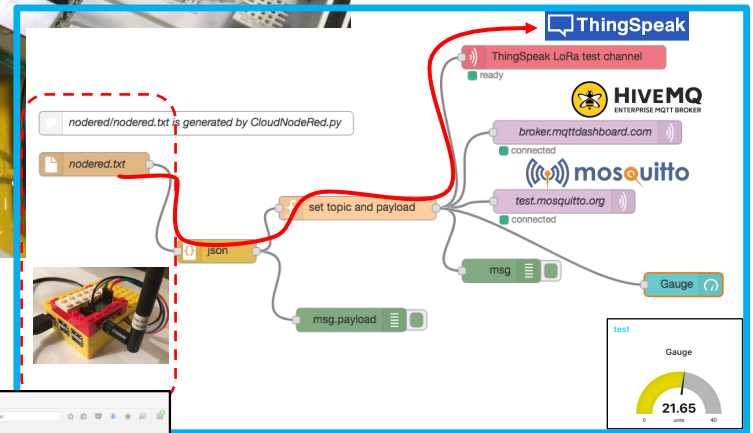 ThingSpeak
ThingSpeak LoRa test channel
ready
HIVEMQ
ENTERPRISE MQTT BROKER
nodered/nodered.txt is generated by CloudNodeRed.py
broker.mqttdashboard.com
connected
nodered.txt
mosquitto
set topic and payload
test.mosquitto.org
connected
json
msg
Gauge
msg.payload
test
Gauge
21.65
0
units
40